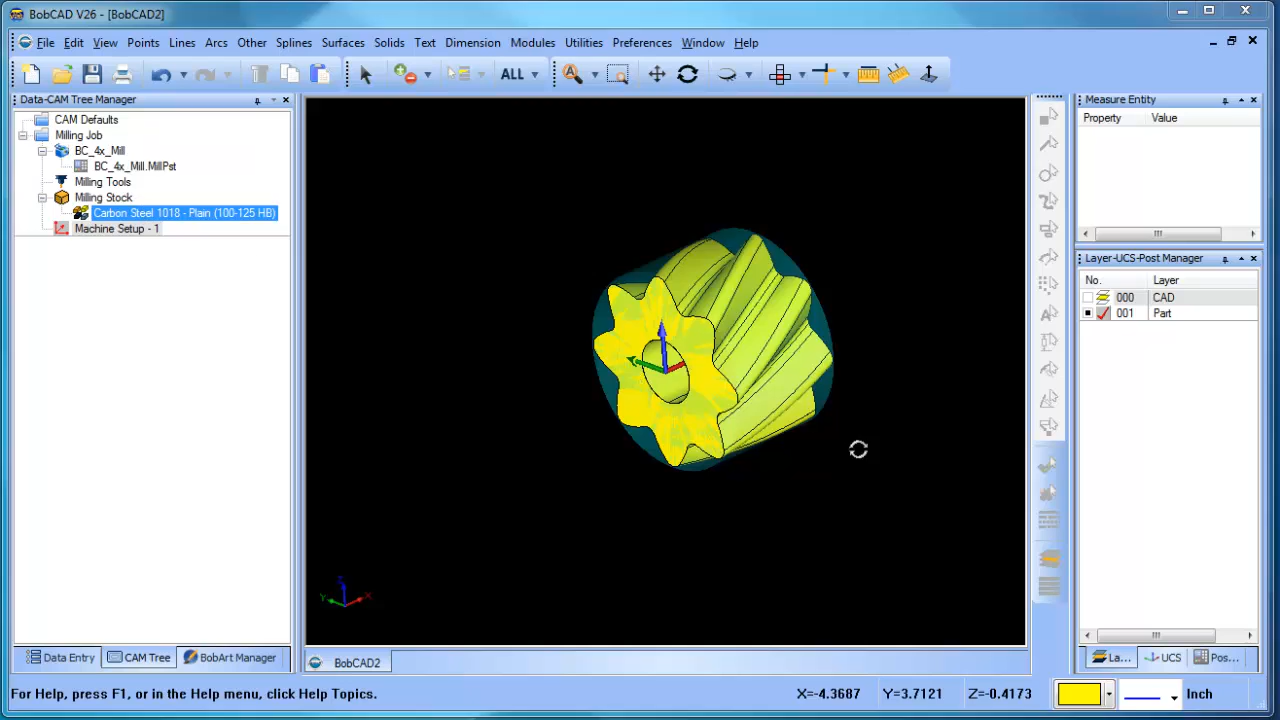 BobCAD V26 - [BobCAD2]
File Edit View Points Lines Arcs Other Splines Surfaces Solids Text Dimension Modules Utilities Preferences Window Help
ALL
Data-CAM Tree Manager
CAM Defaults
Milling Job
BC_4x_Mill
BC_4x_Mill.MillPst
Milling Tools
Milling Stock
Carbon Steel 1018 - Plain (100-125 HB)
Machine Setup - 1
Z
Y
X
Measure Entity
Property Value
Layer-UCS-Post Manager
No. Layer
000 CAD
001 Part
Data Entry CAM Tree BobArt Manager
BobCAD2
La... UCS Pos...
For Help, press F1, or in the Help menu, click Help Topics.
X=-4.3687 Y=3.7121 Z=-0.4173 Inch